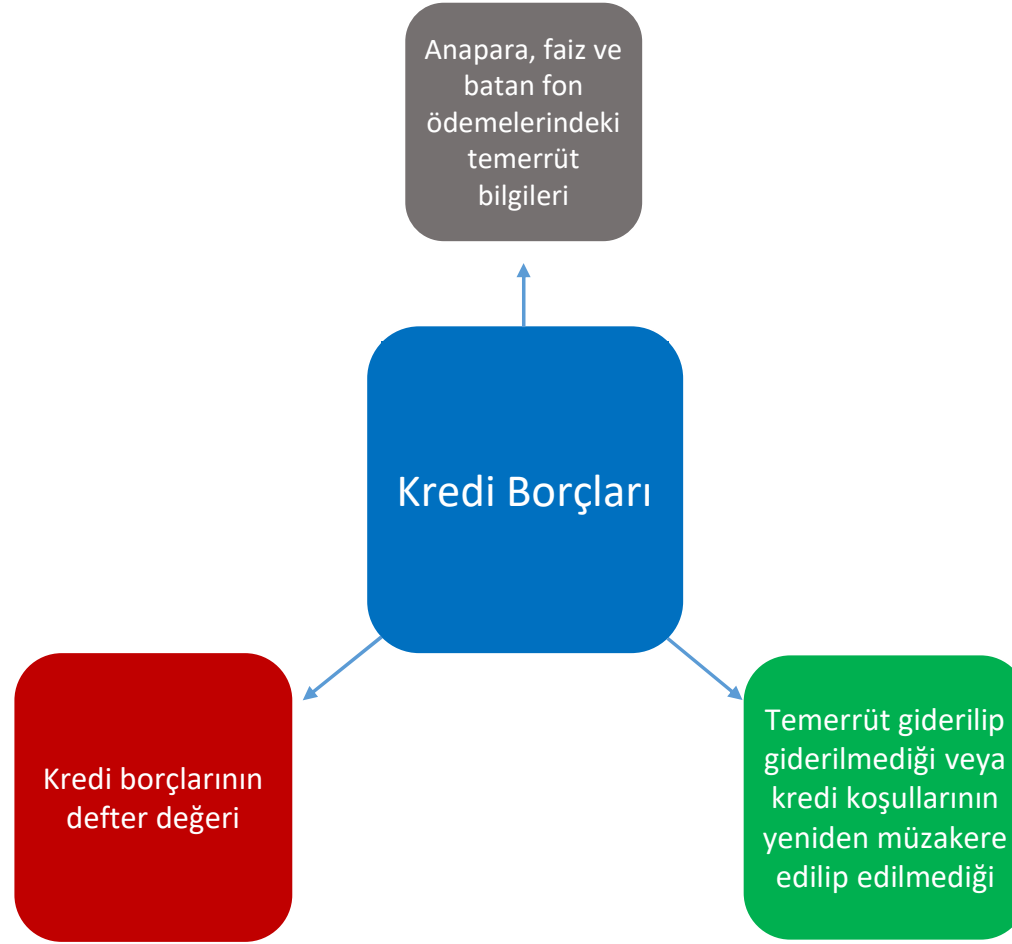 Anapara, faiz ve
batan fon
ödemelerindeki
temerrüt
bilgileri
Kredi Borçları
Kredi borçlarının
defter değeri
Temerrüt giderilip
giderilmediği veya
kredi koşullarının
yeniden müzakere
edilip edilmediği